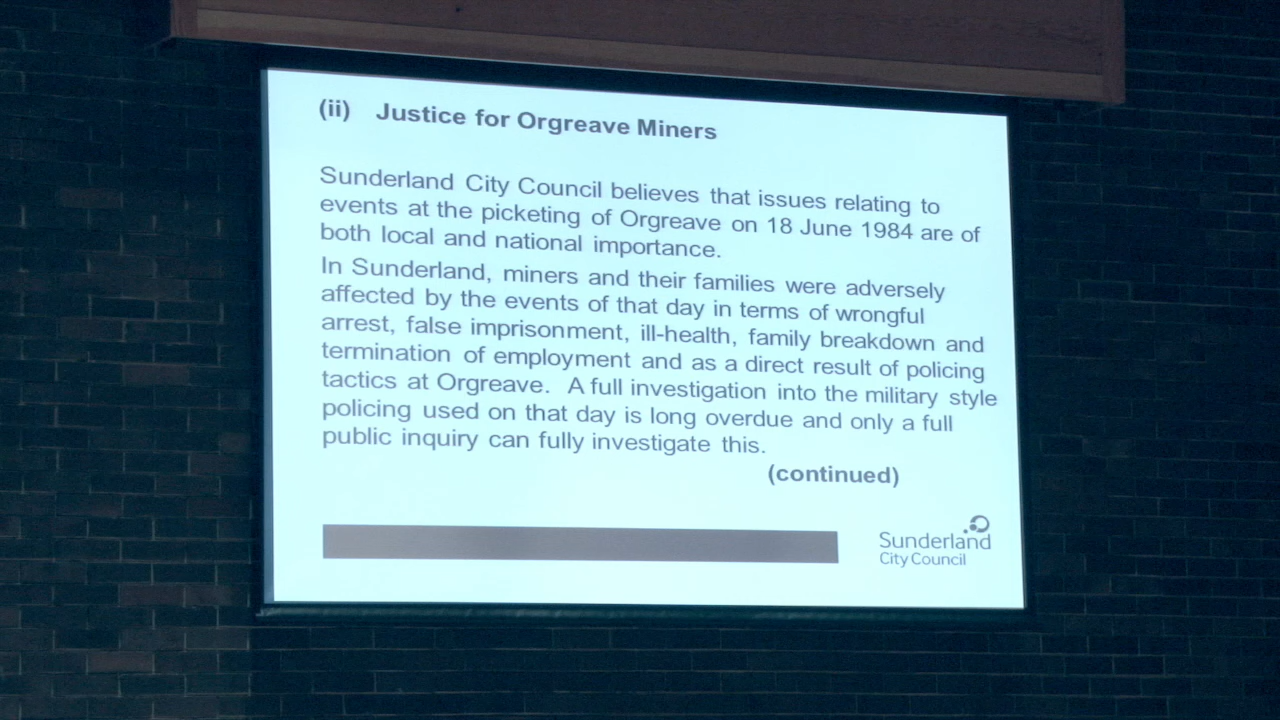 (ii) Justice for Orgreave Miners
Sunderland City Council believes that issues relating to
events at the picketing of Orgreave on 18 June 1984 are of
both local and national importance.
In Sunderland, miners and their families were adversely
affected by the events of that day in terms of wrongful
arrest, false imprisonment, ill-health, family breakdown and
termination of employment and as a direct result of policing
tactics at Orgreave. A full investigation into the military style
policing used on that day is long overdue and only a full
public inquiry can fully investigate this.
(continued)
Sunderland
City Council